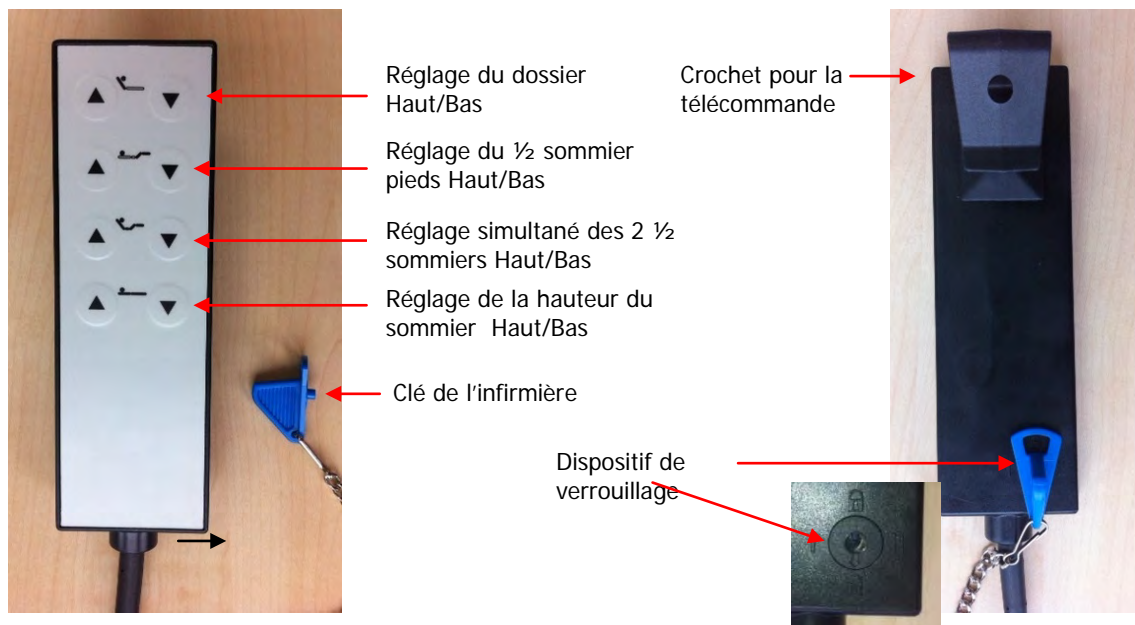 Réglage du dossier
Haut/Bas
Réglage du ½ sommier
pieds Haut/Bas
Réglage simultané des 2 ½
sommiers Haut/Bas
Réglage de la hauteur du
sommier Haut/Bas
Clé de l'infirmière
Crochet pour la
télécommande
Dispositif de
verrouillage